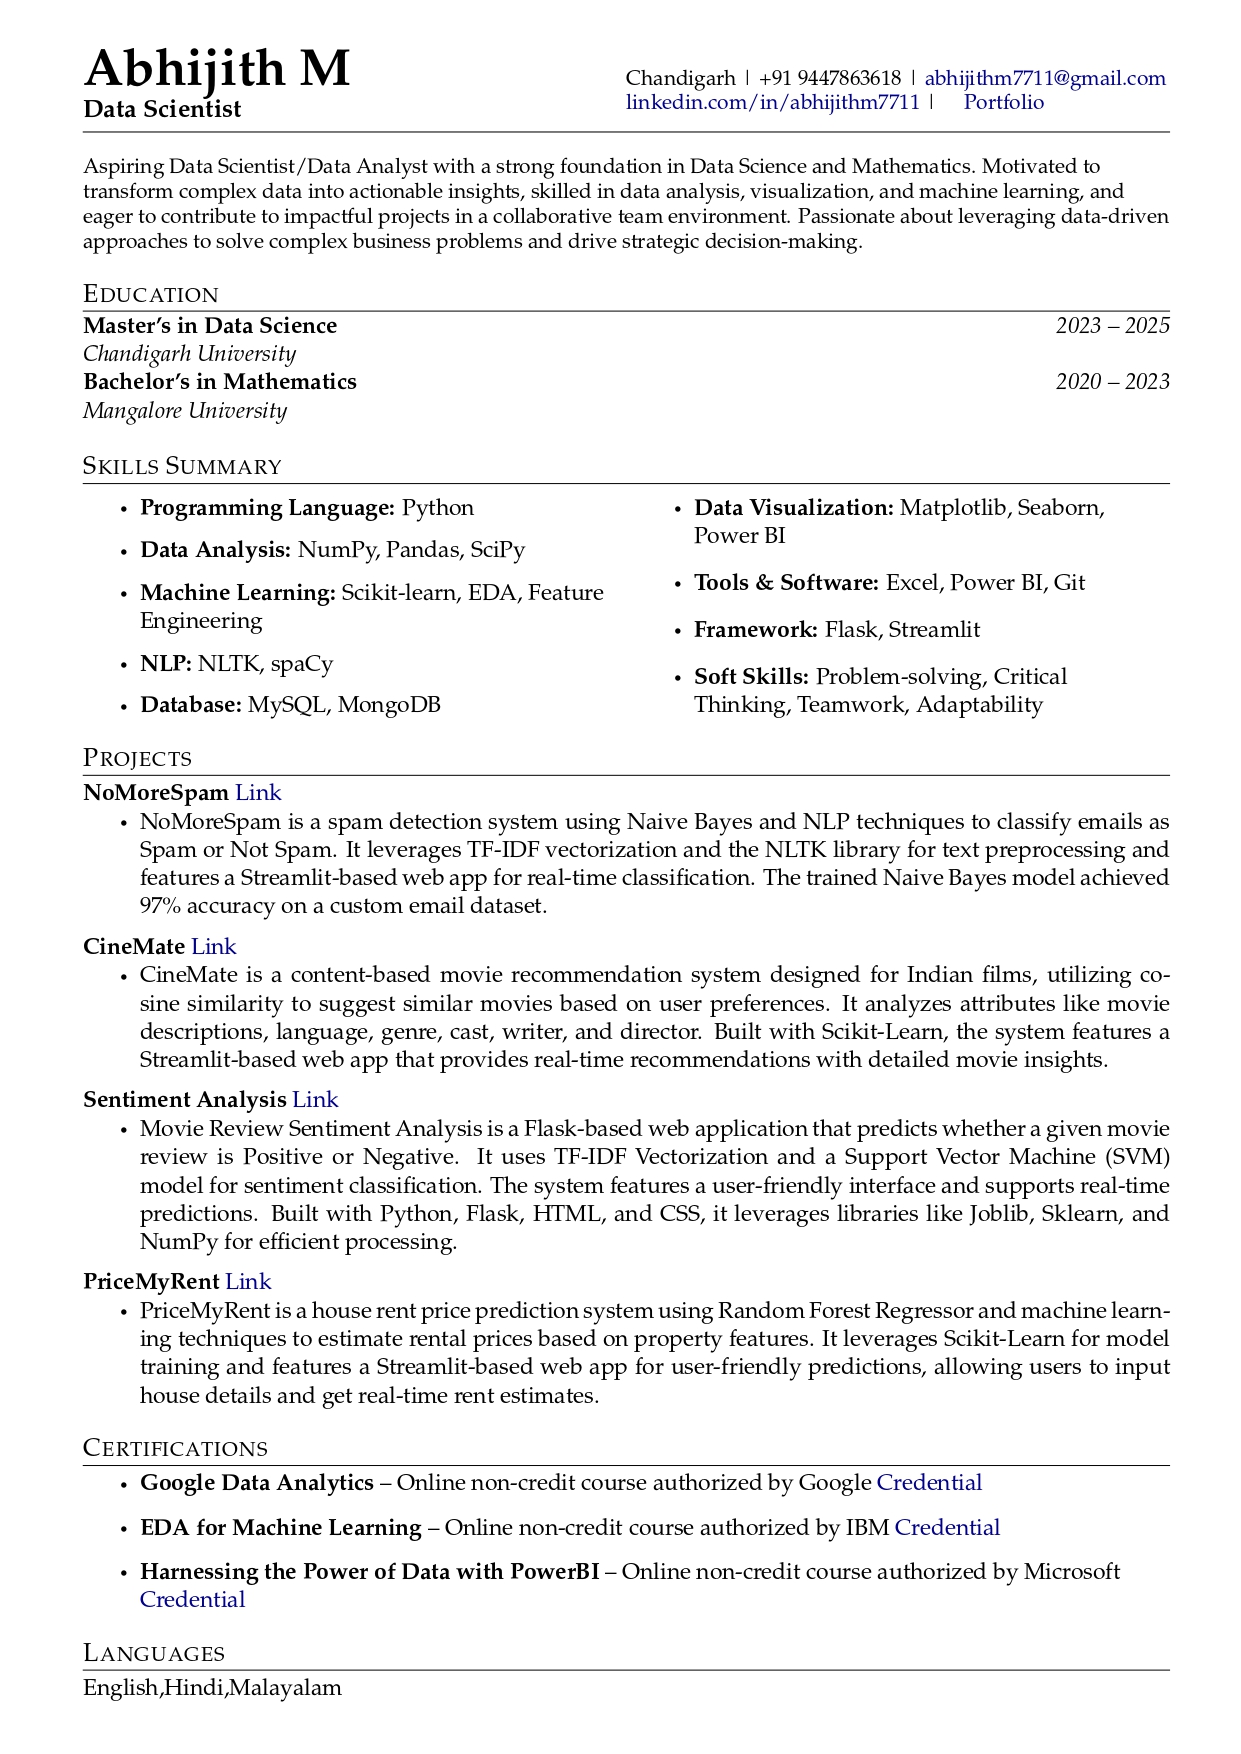 Abhijith M
Data Scientist
Chandigarh | +91 9447863618 | abhijithm7711@gmail.com
linkedin.com/in/abhijithm7711 | Portfolio
Aspiring Data Scientist/Data Analyst with a strong foundation in Data Science and Mathematics. Motivated to
transform complex data into actionable insights, skilled in data analysis, visualization, and machine learning, and
eager to contribute to impactful projects in a collaborative team environment. Passionate about leveraging data-driven
approaches to solve complex business problems and drive strategic decision-making.
EDUCATION
Master's in Data Science 2023 – 2025
Chandigarh University
Bachelor's in Mathematics 2020 – 2023
Mangalore University
SKILLS SUMMARY
• Programming Language: Python
• Data Analysis: NumPy, Pandas, SciPy
• Machine Learning: Scikit-learn, EDA, Feature
Engineering
• NLP: NLTK, spaCy
• Database: MySQL, MongoDB
• Data Visualization: Matplotlib, Seaborn,
Power BI
• Tools & Software: Excel, Power BI, Git
• Framework: Flask, Streamlit
• Soft Skills: Problem-solving, Critical
Thinking, Teamwork, Adaptability
PROJECTS
NoMoreSpam Link
• NoMoreSpam is a spam detection system using Naive Bayes and NLP techniques to classify emails as
Spam or Not Spam. It leverages TF-IDF vectorization and the NLTK library for text preprocessing and
features a Streamlit-based web app for real-time classification. The trained Naive Bayes model achieved
97% accuracy on a custom email dataset.
CineMate Link
• CineMate is a content-based movie recommendation system designed for Indian films, utilizing co-
sine similarity to suggest similar movies based on user preferences. It analyzes attributes like movie
descriptions, language, genre, cast, writer, and director. Built with Scikit-Learn, the system features a
Streamlit-based web app that provides real-time recommendations with detailed movie insights.
Sentiment Analysis Link
• Movie Review Sentiment Analysis is a Flask-based web application that predicts whether a given movie
review is Positive or Negative. It uses TF-IDF Vectorization and a Support Vector Machine (SVM)
model for sentiment classification. The system features a user-friendly interface and supports real-time
predictions. Built with Python, Flask, HTML, and CSS, it leverages libraries like Joblib, Sklearn, and
NumPy for efficient processing.
PriceMyRent Link
• PriceMyRent is a house rent price prediction system using Random Forest Regressor and machine learn-
ing techniques to estimate rental prices based on property features. It leverages Scikit-Learn for model
training and features a Streamlit-based web app for user-friendly predictions, allowing users to input
house details and get real-time rent estimates.
CERTIFICATIONS
• Google Data Analytics – Online non-credit course authorized by Google Credential
• EDA for Machine Learning – Online non-credit course authorized by IBM Credential
• Harnessing the Power of Data with PowerBI – Online non-credit course authorized by Microsoft
Credential
LANGUAGES
English,Hindi,Malayalam